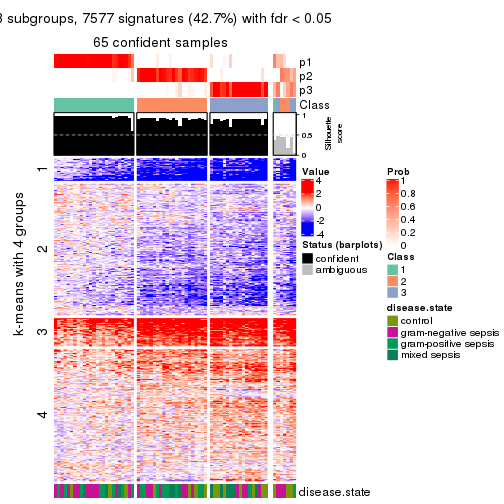 3 subgroups, 7577 signatures (42.7%) with fdr < 0.05
65 confident samples
p1
p2
p3
Class
1
0.5
0
Silhouette
score
k-means with 4 groups
1
2
3
4
Value
4
2
0
-2
-4
Status (barplots)
confident
ambiguous
Prob
1
0.8
0.6
0.4
0.2
0
Class
1
2
3
disease.state
control
gram-negative sepsis
gram-positive sepsis
mixed sepsis
disease.state